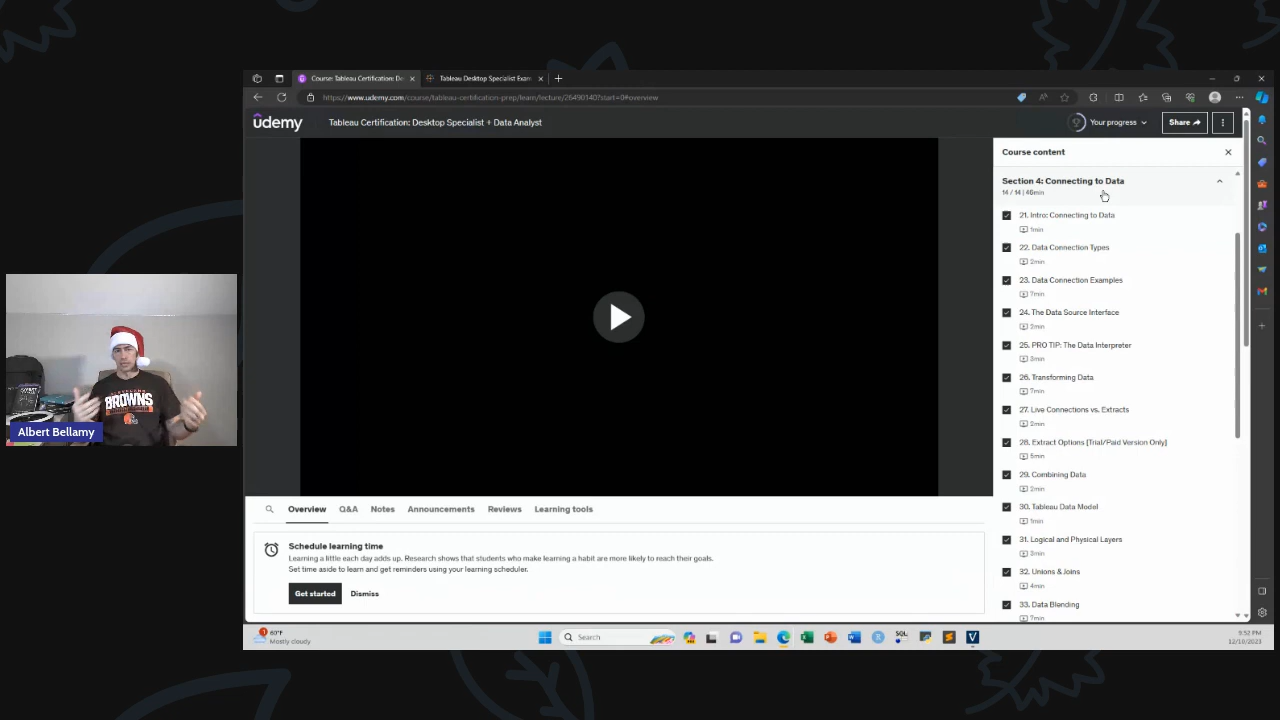 Course: Tableau Certification: De
Tableau Desktop Specialist Exam
https://www.udemy.com/course/tableau-certification-prep/learn/lecture/26490140?start=0#overview
udemy
Tableau Certification: Desktop Specialist + Data Analyst
Your progress
Share
Course content
Section 4: Connecting to Data
14 / 14 | 46min
21. Intro: Connecting to Data
1min
22. Data Connection Types
2min
23. Data Connection Examples
7min
24. The Data Source Interface
2min
25. PRO TIP: The Data Interpreter
3min
26. Transforming Data
7min
27. Live Connections vs. Extracts
2min
28. Extract Options [Trial/Paid Version Only]
5min
29. Combining Data
2min
30. Tableau Data Model
1min
31. Logical and Physical Layers
3min
32. Unions & Joins
4min
33. Data Blending
7min
BROWNS
Albert Bellamy
Overview
Q&A
Notes
Announcements
Reviews
Learning tools
Schedule learning time
Learning a little each day adds up. Research shows that students who make learning a habit are more likely to reach their goals.
Set time aside to learn and get reminders using your learning scheduler.
Get started
Dismiss
60°F
Mostly cloudy
Search
SQL
9:52 PM
12/10/2023